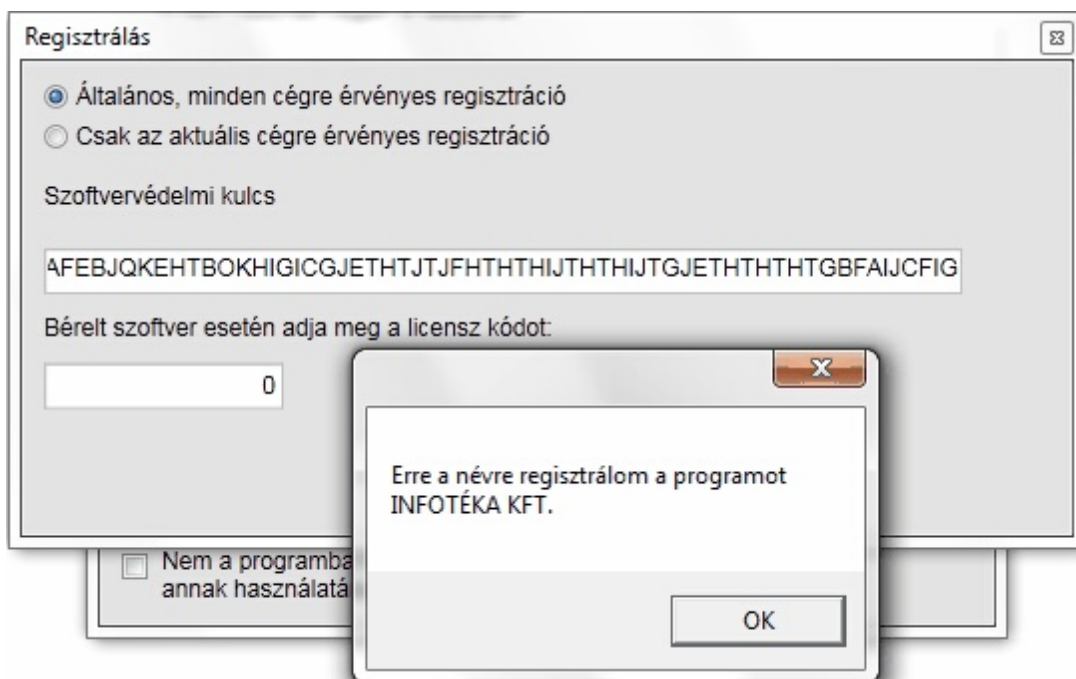 Regisztrálás
Általános, minden cégre érvényes regisztráció
Csak az aktuális cégre érvényes regisztráció
Szoftvervédelmi kulcs
AFEBJQKEHTBOKHIGICGJETHTJTJFHTHTHIJTHTHIJTGJETHTHTHTGBFAIJCFIG
Bérelt szoftver esetén adja meg a licensz kódot:
0
Erre a névre regisztrálom a programot
INFOTÉKA KFT.
Nem a programba
annak használatá
OK